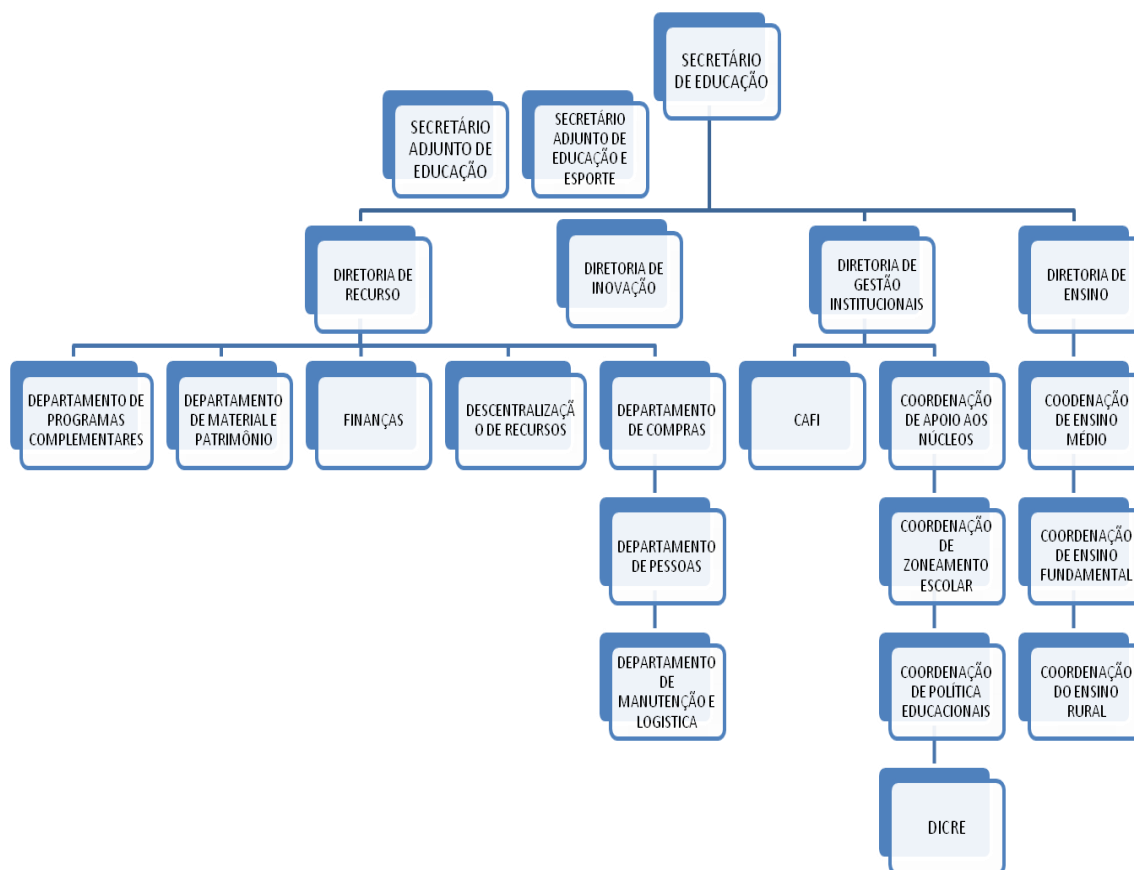 SECRETÁRIO
DE EDUCAÇÃO
SECRETÁRIO
ADJUNTO DE
EDUCAÇÃO
SECRETÁRIO
ADJUNTO DE
EDUCAÇÃO E
ESPORTE
DIRETORIA DE
RECURSO
DIRETORIA DE
INOVAÇÃO
DIRETORIA DE
GESTÃO
INSTITUCIONAIS
DIRETORIA DE
ENSINO
DEPARTAMENTO DE
PROGRAMAS
COMPLEMENTARES
DEPARTAMENTO
DE MATERIAL E
PATRIMÔNIO
FINANÇAS
DESCENTRALIZAÇÃ
O DE RECURSOS
DEPARTAMENTO
DE COMPRAS
CAFI
COORDENAÇÃO
DE APOIO AOS
NÚCLEOS
COODENAÇÃO
DE ENSINO
MÉDIO
DEPARTAMENTO
DE PESSOAS
COORDENAÇÃO
DE
ZONEAMENTO
ESCOLAR
COORDENAÇÃO
DE ENSINO
FUNDAMENTAL
DEPARTAMENTO
DE
MANUTENÇÃO E
LOGISTICA
COORDENAÇÃO
DE POLÍTICA
EDUCACIONAIS
COORDENAÇÃO
DO ENSINO
RURAL
DICRE